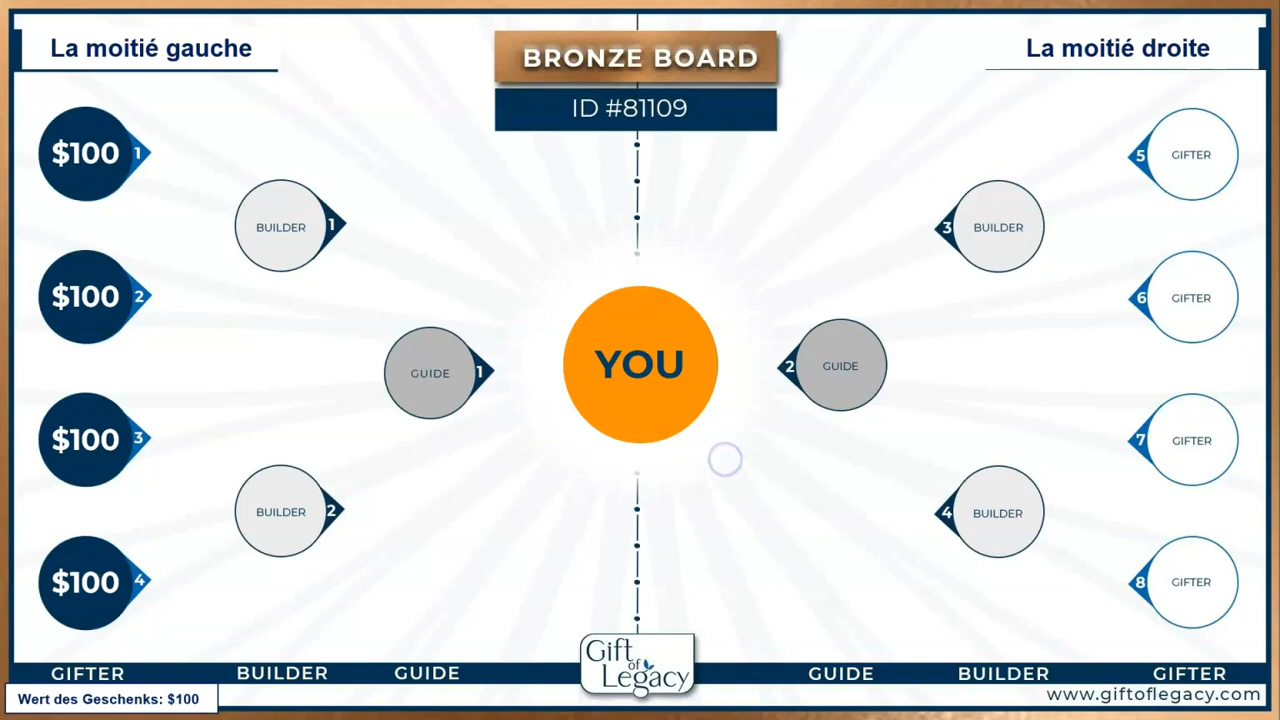 La moitié gauche
BRONZE BOARD
La moitié droite
ID #81109
$100 1
5 GIFTER
BUILDER 1
3 BUILDER
$100 2
6 GIFTER
GUIDE 1
YOU
2 GUIDE
$100 3
7 GIFTER
BUILDER 2
4 BUILDER
$100 4
8 GIFTER
Gift
of
Legacy
GIFTER BUILDER GUIDE
GUIDE BUILDER GIFTER
Wert des Geschenks: $100
www.giftoflegacy.com